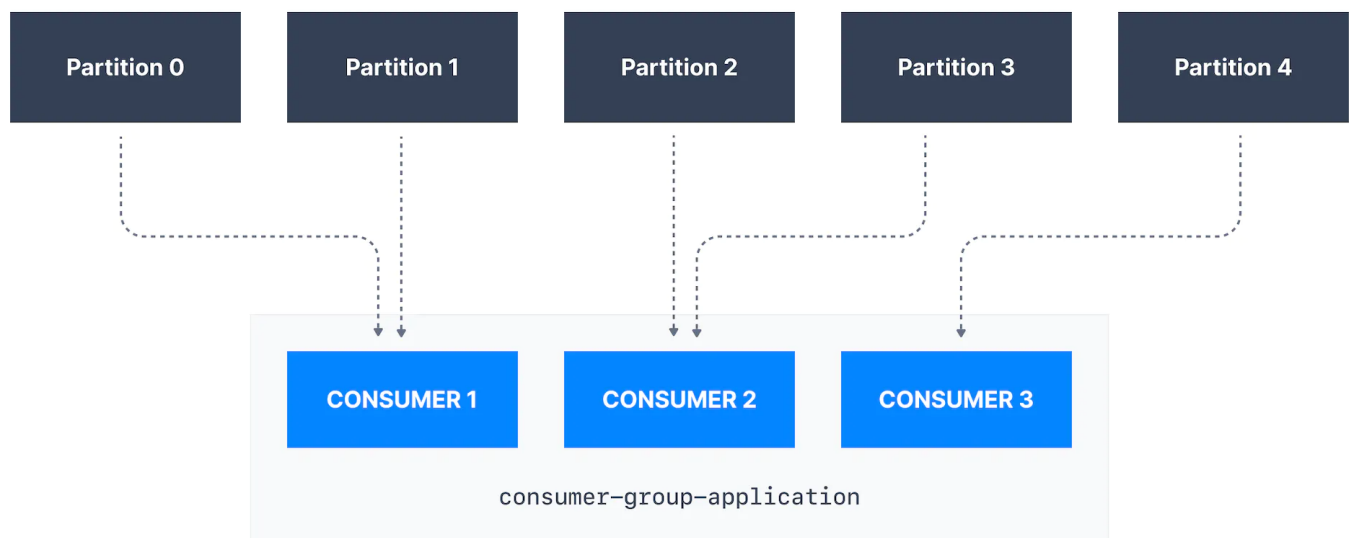 Partition 0
Partition 1
Partition 2
Partition 3
Partition 4
CONSUMER 1
CONSUMER 2
CONSUMER 3
consumer-group-application